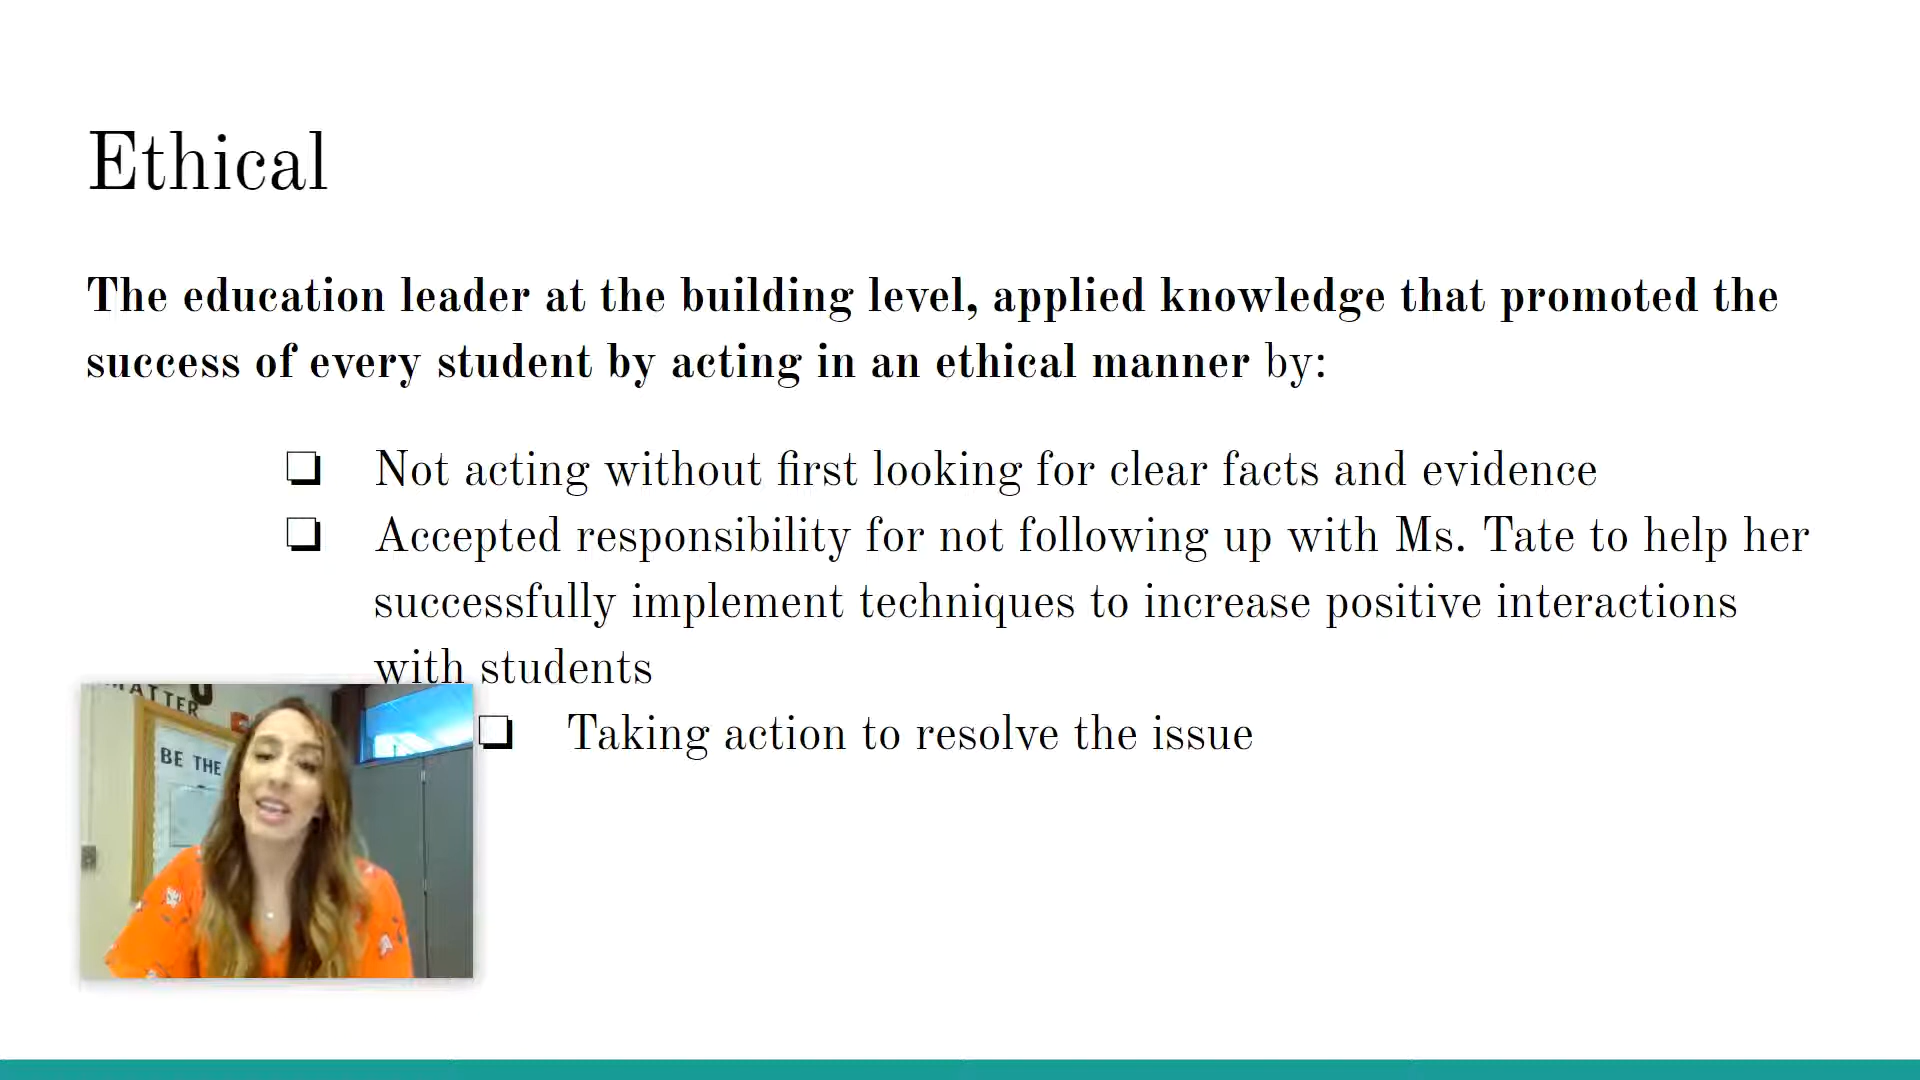 Ethical
The education leader at the building level, applied knowledge that promoted the
success of every student by acting in an ethical manner by:
❏ Not acting without first looking for clear facts and evidence
❏ Accepted responsibility for not following up with Ms. Tate to help her
successfully implement techniques to increase positive interactions
with students
❏ Taking action to resolve the issue
MATTER
BE THE